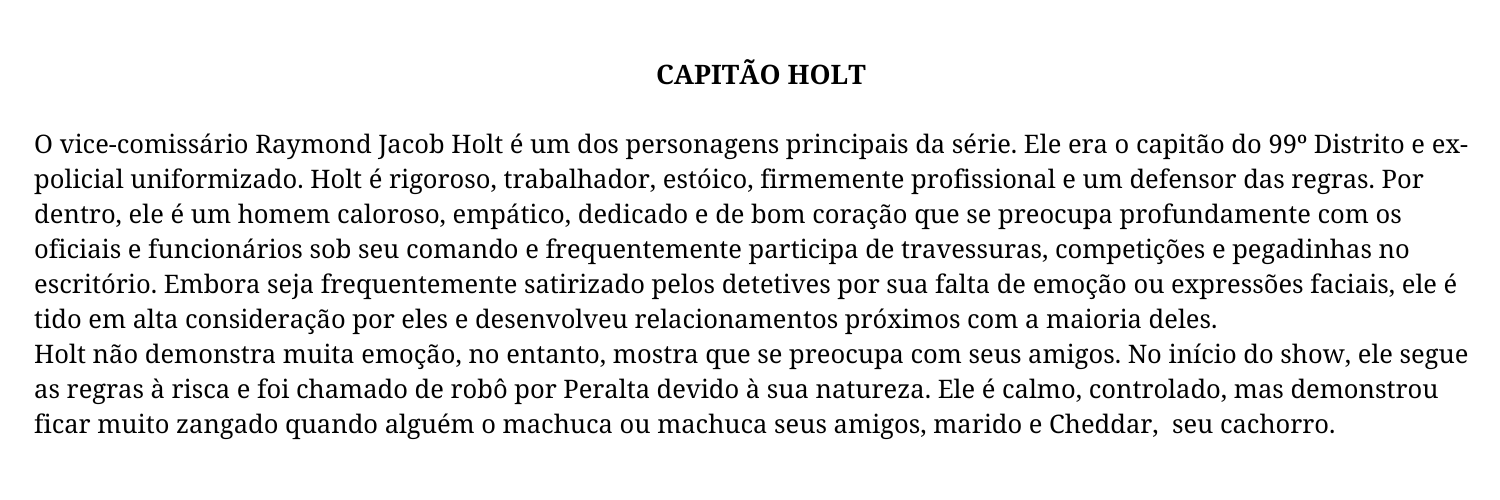 CAPITÃO HOLT
O vice-comissário Raymond Jacob Holt é um dos personagens principais da série. Ele era o capitão do 99º Distrito e ex-
policial uniformizado. Holt é rigoroso, trabalhador, estóico, firmemente profissional e um defensor das regras. Por
dentro, ele é um homem caloroso, empático, dedicado e de bom coração que se preocupa profundamente com os
oficiais e funcionários sob seu comando e frequentemente participa de travessuras, competições e pegadinhas no
escritório. Embora seja frequentemente satirizado pelos detetives por sua falta de emoção ou expressões faciais, ele é
tido em alta consideração por eles e desenvolveu relacionamentos próximos com a maioria deles.
Holt não demonstra muita emoção, no entanto, mostra que se preocupa com seus amigos. No início do show, ele segue
as regras à risca e foi chamado de robô por Peralta devido à sua natureza. Ele é calmo, controlado, mas demonstrou
ficar muito zangado quando alguém o machuca ou machuca seus amigos, marido e Cheddar,  seu cachorro.